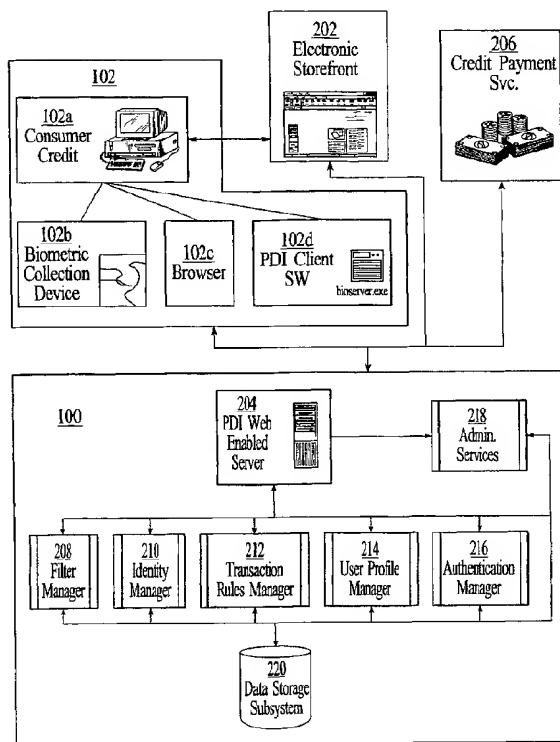 102
102a
Consumer
Credit
102b
Biometric
Collection
Device
102c
Browser
102d
PDI Client
SW
bioserver.exe
202
Electronic
Storefront
206
Credit Payment
Svc.
100
204
PDI Web
Enabled
Server
218
Admin.
Services
208
Filter
Manager
210
Identity
Manager
212
Transaction
Rules Manager
214
User Profile
Manager
216
Authentication
Manager
220
Data Storage
Subsystem